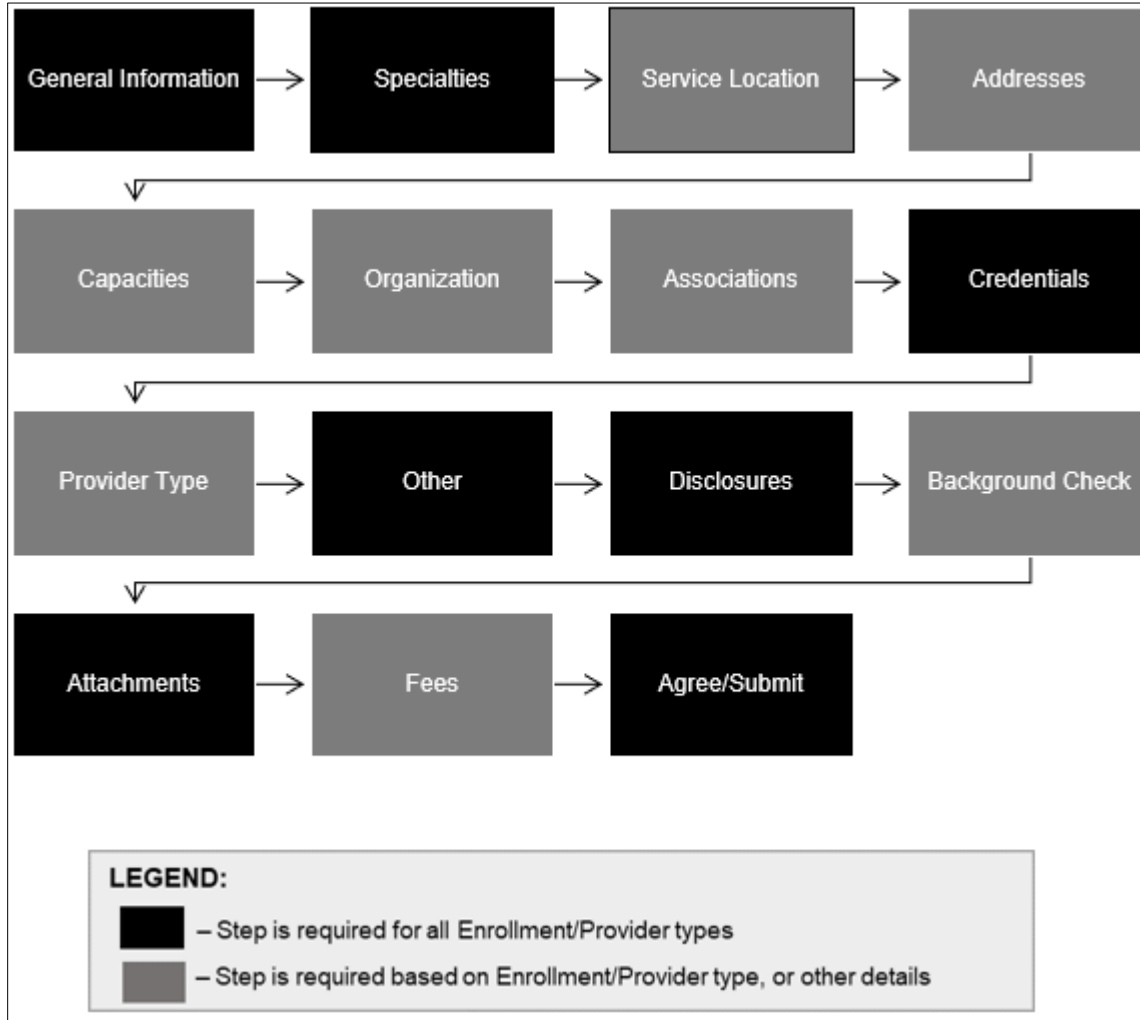 General Information
Specialties
Service Location
Addresses
Capacities
Organization
Associations
Credentials
Provider Type
Other
Disclosures
Background Check
Attachments
Fees
Agree/Submit
LEGEND:
– Step is required for all Enrollment/Provider types
– Step is required based on Enrollment/Provider type, or other details